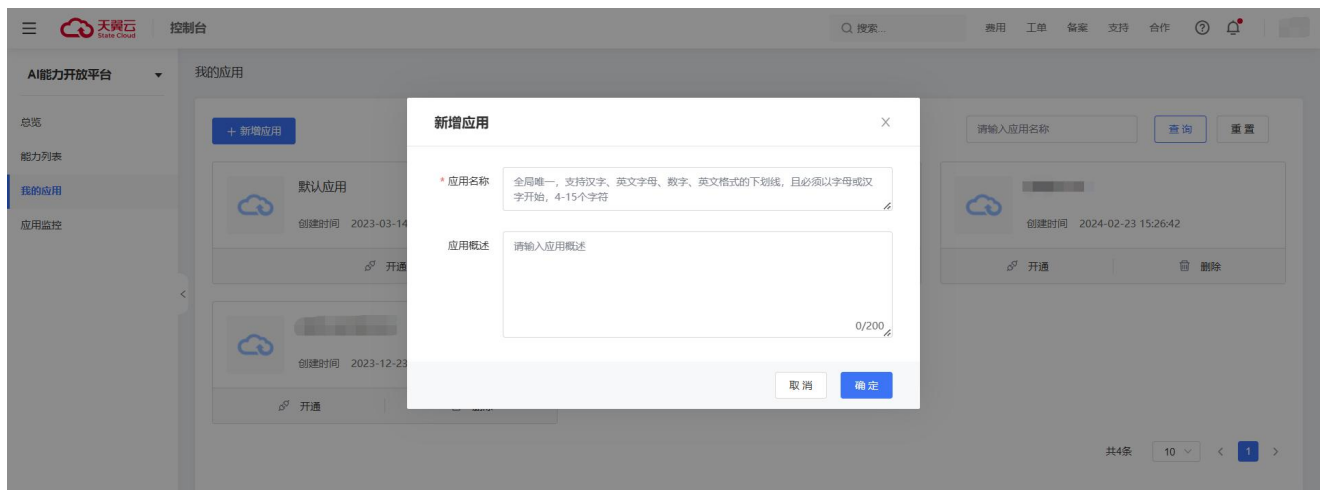 天翼云
State Cloud
控制台
搜索...
费用 工单 备案 支持 合作
AI能力开放平台
我的应用
总览
能力列表
我的应用
应用监控
+ 新增应用
请输入应用名称
查询
重置
默认应用
创建时间 2023-03-14
开通
创建时间 2024-02-23 15:26:42
开通
删除
创建时间 2023-12-23
开通
新增应用
* 应用名称
全局唯一，支持汉字、英文字母、数字、英文格式的下划线，且必须以字母或汉
字开始，4-15个字符
应用概述
请输入应用概述
0/200
取消
确定
共4条
10
1